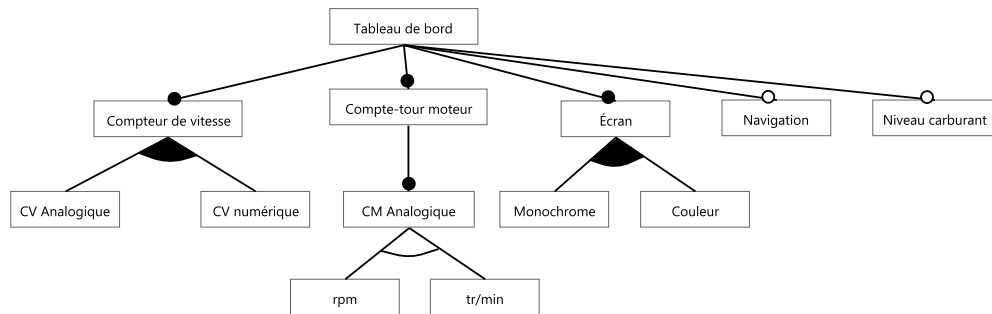 Tableau de bord
Compteur de vitesse
Compte-tour moteur
Écran
Navigation
Niveau carburant
CV Analogique
CV numérique
CM Analogique
Monochrome
Couleur
rpm
tr/min